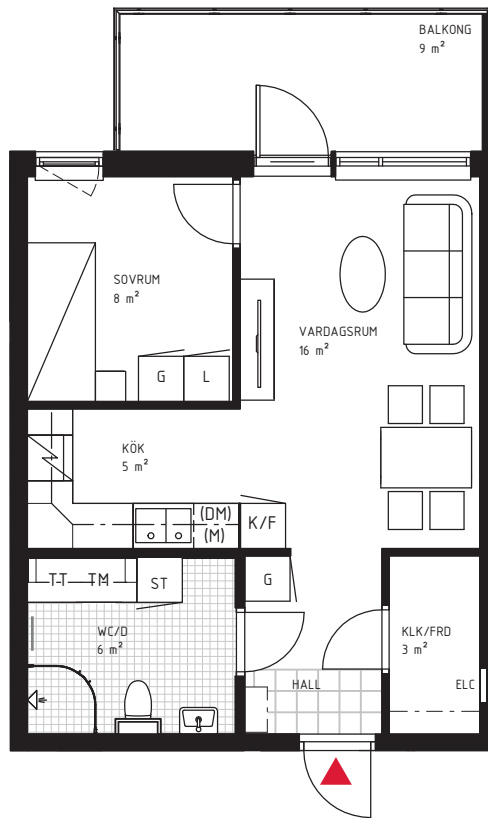 BALKONG
9 m²
SOVRUM
8 m²
VARDAGSRUM
16 m²
G
L
KÖK
5 m²
(DM)
(M)
K/F
TT
TM
ST
G
WC/D
6 m²
KLK/FRD
3 m²
HALL
ELC